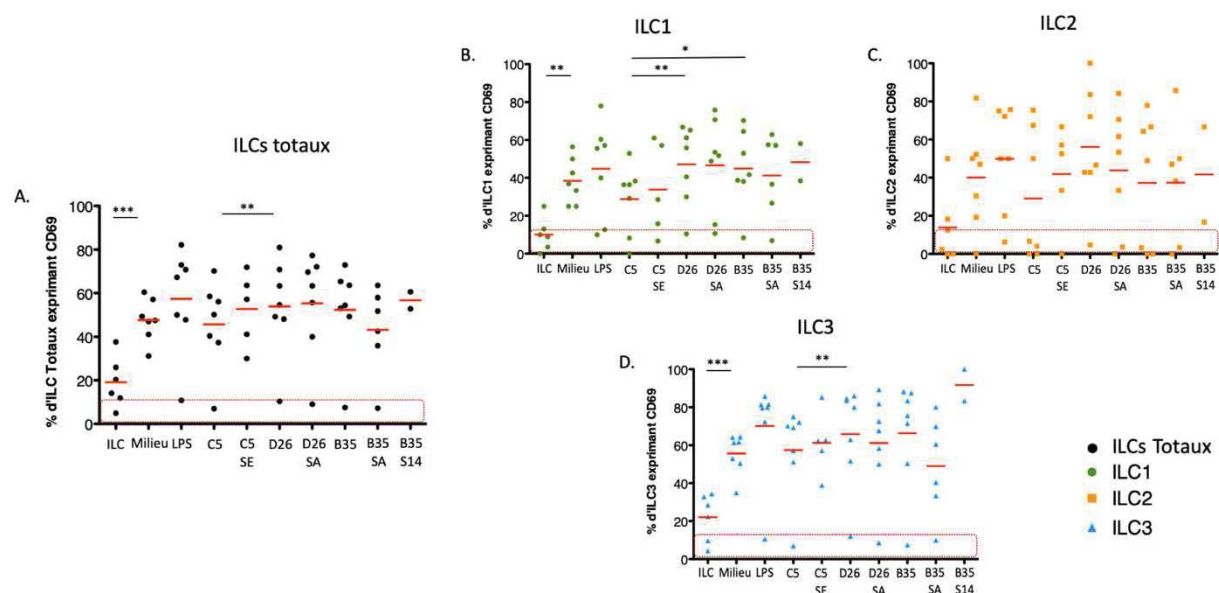 ILCs totaux
A.
% d'ILC Totaux exprimant CD69
100
80
60
40
20
0
***
**
ILC Milieu LPS C5 C5 D26 D26 B35 B35 B35
SE SA SA S14
ILC1
B.
% d'ILC1 exprimant CD69
100
80
60
40
20
0
**
**
*
ILC Milieu LPS C5 C5 D26 D26 B35 B35 B35
SE SA SA S14
ILC2
C.
% d'ILC2 exprimant CD69
100
80
60
40
20
0
ILC Milieu LPS C5 C5 D26 D26 B35 B35 B35
SE SA SA S14
ILC3
D.
% d'ILC3 exprimant CD69
100
80
60
40
20
0
***
**
ILC Milieu LPS C5 C5 D26 D26 B35 B35 B35
SE SA SA S14
ILCs Totaux
ILC1
ILC2
ILC3